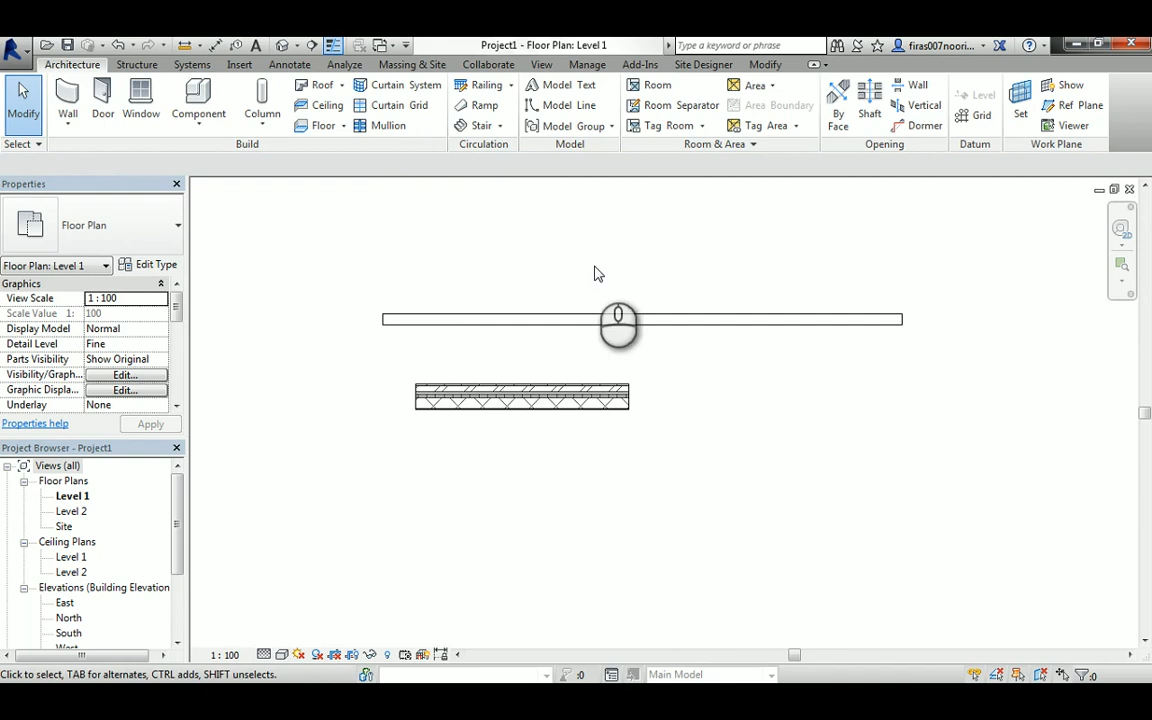 Project1 - Floor Plan: Level 1
Type a keyword or phrase
firas007noori...
Architecture Structure Systems Insert Annotate Analyze Massing & Site Collaborate View Manage Add-Ins Site Designer Modify
Modify
Wall
Door
Window
Component
Column
Roof
Ceiling
Floor
Curtain System
Curtain Grid
Mullion
Railing
Ramp
Stair
Model Text
Model Line
Model Group
Room
Room Separator
Tag Room
Area
Area Boundary
Tag Area
By Face
Shaft
Wall
Vertical
Dormer
Level
Grid
Set
Show
Ref Plane
Viewer
Select Build Circulation Model Room & Area Opening Datum Work Plane
Properties
Floor Plan
Floor Plan: Level 1 Edit Type
Graphics
View Scale 1 : 100
Scale Value 1: 100
Display Model Normal
Detail Level Fine
Parts Visibility Show Original
Visibility/Graph... Edit...
Graphic Displa... Edit...
Underlay None
Properties help Apply
Project Browser - Project1
Views (all)
Floor Plans
Level 1
Level 2
Site
Ceiling Plans
Level 1
Level 2
Elevations (Building Elevation
East
North
South
West
2D
1 : 100
Click to select, TAB for alternates, CTRL adds, SHIFT unselects.
:0
Main Model
:0